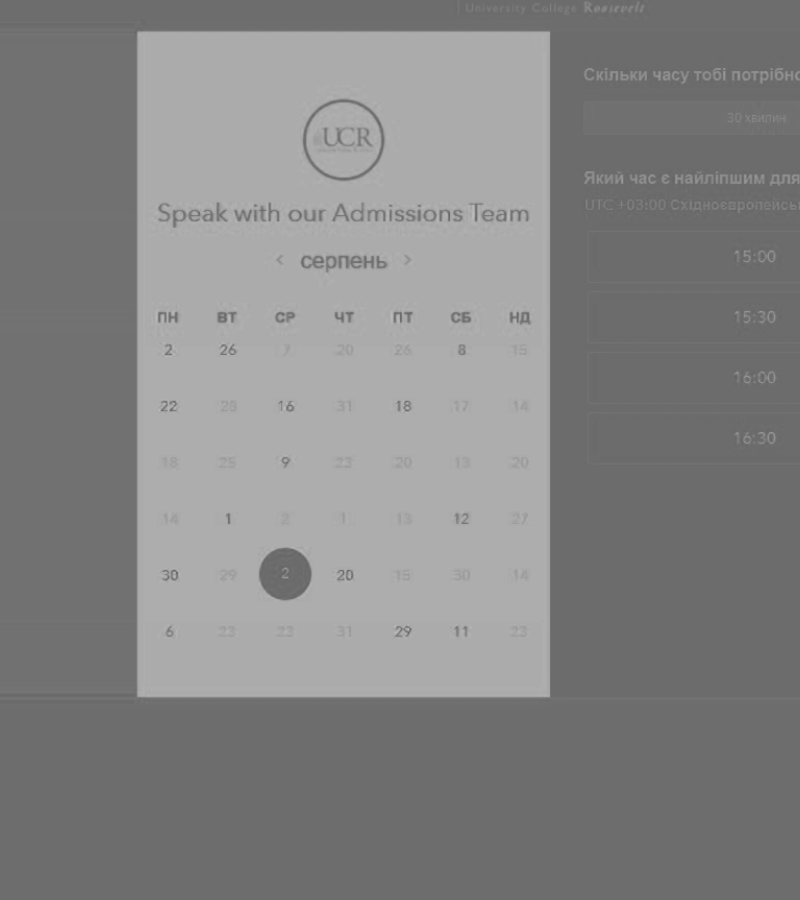 University College Roosevelt
UCR
Speak with our Admissions Team
‹ серпень ›
ПН ВТ СР ЧТ ПТ СБ НД
2 26 7 20 26 8 15
22 28 16 31 18 17 14
18 25 9 23 20 13 20
14 1 2 1 13 12 27
30 29 2 20 15 30 14
6 23 23 31 29 11 23
Скільки часу тобі потрібно
30 хвилин
Який час є найліпшим для
UTC +03:00 Східноєвропейськ
15:00
15:30
16:00
16:30